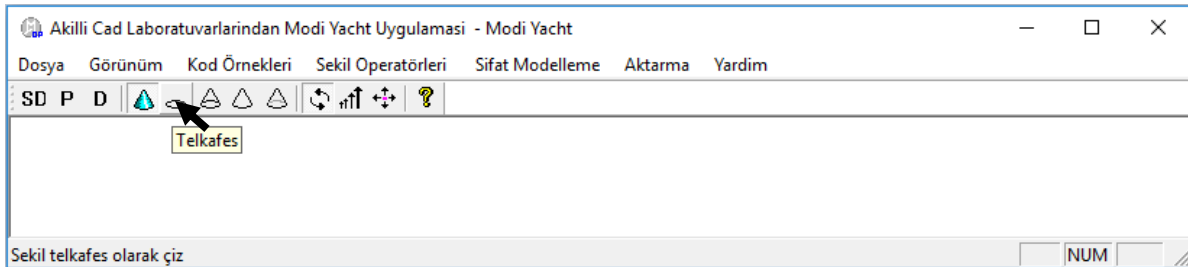 Akilli Cad Laboratuvarlarindan Modi Yacht Uygulamasi - Modi Yacht
Dosya Görünüm Kod Örnekleri Sekil Operatörleri Sifat Modelleme Aktarma Yardim
SD P D
Telkafes
Sekil telkafes olarak çiz NUM